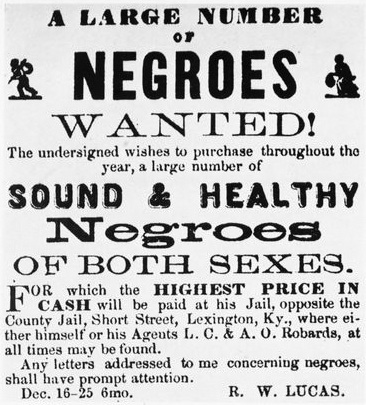 A LARGE NUMBER
OF
NEGROES
WANTED!
The undersigned wishes to purchase throughout the
year, a large number of
SOUND & HEALTHY
Negroes
OF BOTH SEXES.
FOR which the HIGHEST PRICE IN
CASH will be paid at his Jail, opposite the
County Jail, Short Street, Lexington, Ky., where ei-
ther himself or his Agents L. C. & A. O. Robards, at
all times may be found.
Any letters addressed to me concerning negroes,
shall have prompt attention.
Dec. 16-25 6mo. R. W. LUCAS.